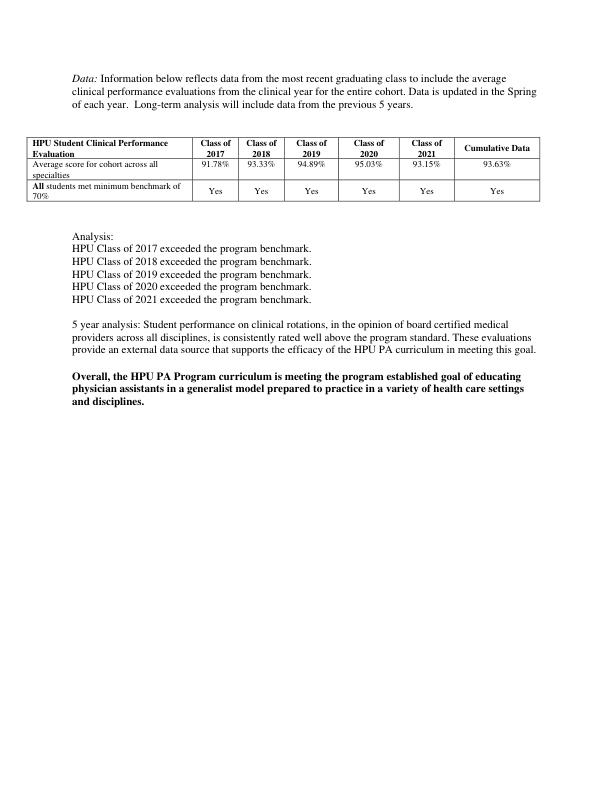 Data: Information below reflects data from the most recent graduating class to include the average
clinical performance evaluations from the clinical year for the entire cohort. Data is updated in the Spring
of each year.  Long-term analysis will include data from the previous 5 years.
HPU Student Clinical Performance Evaluation Class of 2017 Class of 2018 Class of 2019 Class of 2020 Class of 2021 Cumulative Data
Average score for cohort across all specialties 91.78% 93.33% 94.89% 95.03% 93.15% 93.63%
All students met minimum benchmark of 70% Yes Yes Yes Yes Yes Yes
Analysis:
HPU Class of 2017 exceeded the program benchmark.
HPU Class of 2018 exceeded the program benchmark.
HPU Class of 2019 exceeded the program benchmark.
HPU Class of 2020 exceeded the program benchmark.
HPU Class of 2021 exceeded the program benchmark.
5 year analysis: Student performance on clinical rotations, in the opinion of board certified medical
providers across all disciplines, is consistently rated well above the program standard. These evaluations
provide an external data source that supports the efficacy of the HPU PA curriculum in meeting this goal.
Overall, the HPU PA Program curriculum is meeting the program established goal of educating
physician assistants in a generalist model prepared to practice in a variety of health care settings
and disciplines.